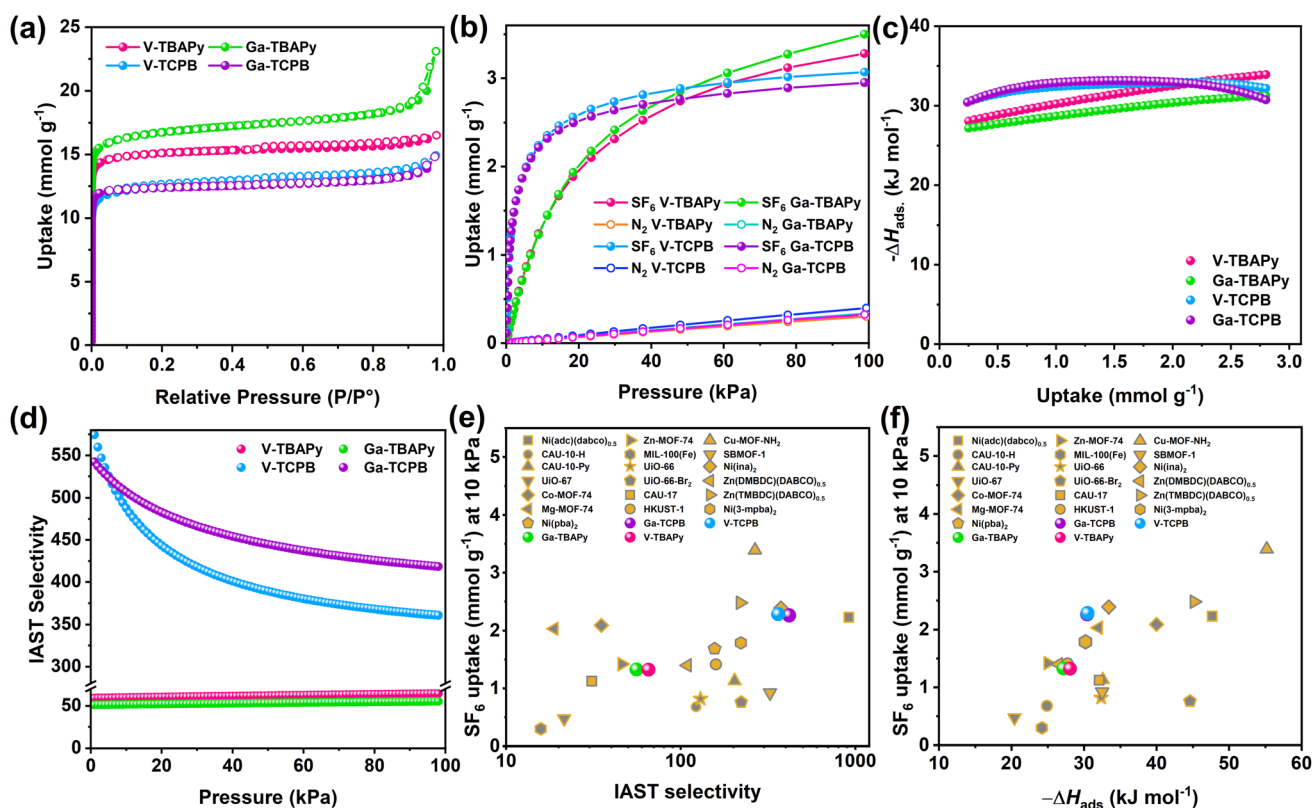 (a)
25
20
15
10
5
0
Uptake (mmol g-1)
V-TBAPy
Ga-TBAPy
V-TCPB
Ga-TCPB
0.0 0.2 0.4 0.6 0.8 1.0
Relative Pressure (P/P°)
(b)
3
2
1
0
Uptake (mmol g-1)
SF6 V-TBAPy
SF6 Ga-TBAPy
N2 V-TBAPy
N2 Ga-TBAPy
SF6 V-TCPB
SF6 Ga-TCPB
N2 V-TCPB
N2 Ga-TCPB
0 20 40 60 80 100
Pressure (kPa)
(c)
40
30
20
10
0
-ΔHads. (kJ mol-1)
V-TBAPy
Ga-TBAPy
V-TCPB
Ga-TCPB
0.0 0.5 1.0 1.5 2.0 2.5 3.0
Uptake (mmol g-1)
(d)
550
500
450
400
350
300
50
0
IAST Selectivity
V-TBAPy
Ga-TBAPy
V-TCPB
Ga-TCPB
0 20 40 60 80 100
Pressure (kPa)
(e)
4
3
2
1
0
SF6 uptake (mmol g-1) at 10 kPa
Ni(adc)(dabco)0.5 Zn-MOF-74 Cu-MOF-NH2
CAU-10-H MIL-100(Fe) SBMOF-1
CAU-10-Py UiO-66 Ni(ina)2
UiO-67 UiO-66-Br2 Zn(DMBDC)(DABCO)0.5
Co-MOF-74 CAU-17 Zn(TMBDC)(DABCO)0.5
Mg-MOF-74 HKUST-1 Ni(3-mpba)2
Ni(pba)2 Ga-TCPB V-TCPB
Ga-TBAPy V-TBAPy
10 100 1000
IAST selectivity
(f)
4
3
2
1
0
SF6 uptake (mmol g-1) at 10 kPa
Ni(adc)(dabco)0.5 Zn-MOF-74 Cu-MOF-NH2
CAU-10-H MIL-100(Fe) SBMOF-1
CAU-10-Py UiO-66 Ni(ina)2
UiO-67 UiO-66-Br2 Zn(DMBDC)(DABCO)0.5
Co-MOF-74 CAU-17 Zn(TMBDC)(DABCO)0.5
Mg-MOF-74 HKUST-1 Ni(3-mpba)2
Ni(pba)2 Ga-TCPB V-TCPB
Ga-TBAPy V-TBAPy
10 20 30 40 50 60
−ΔHads (kJ mol-1)